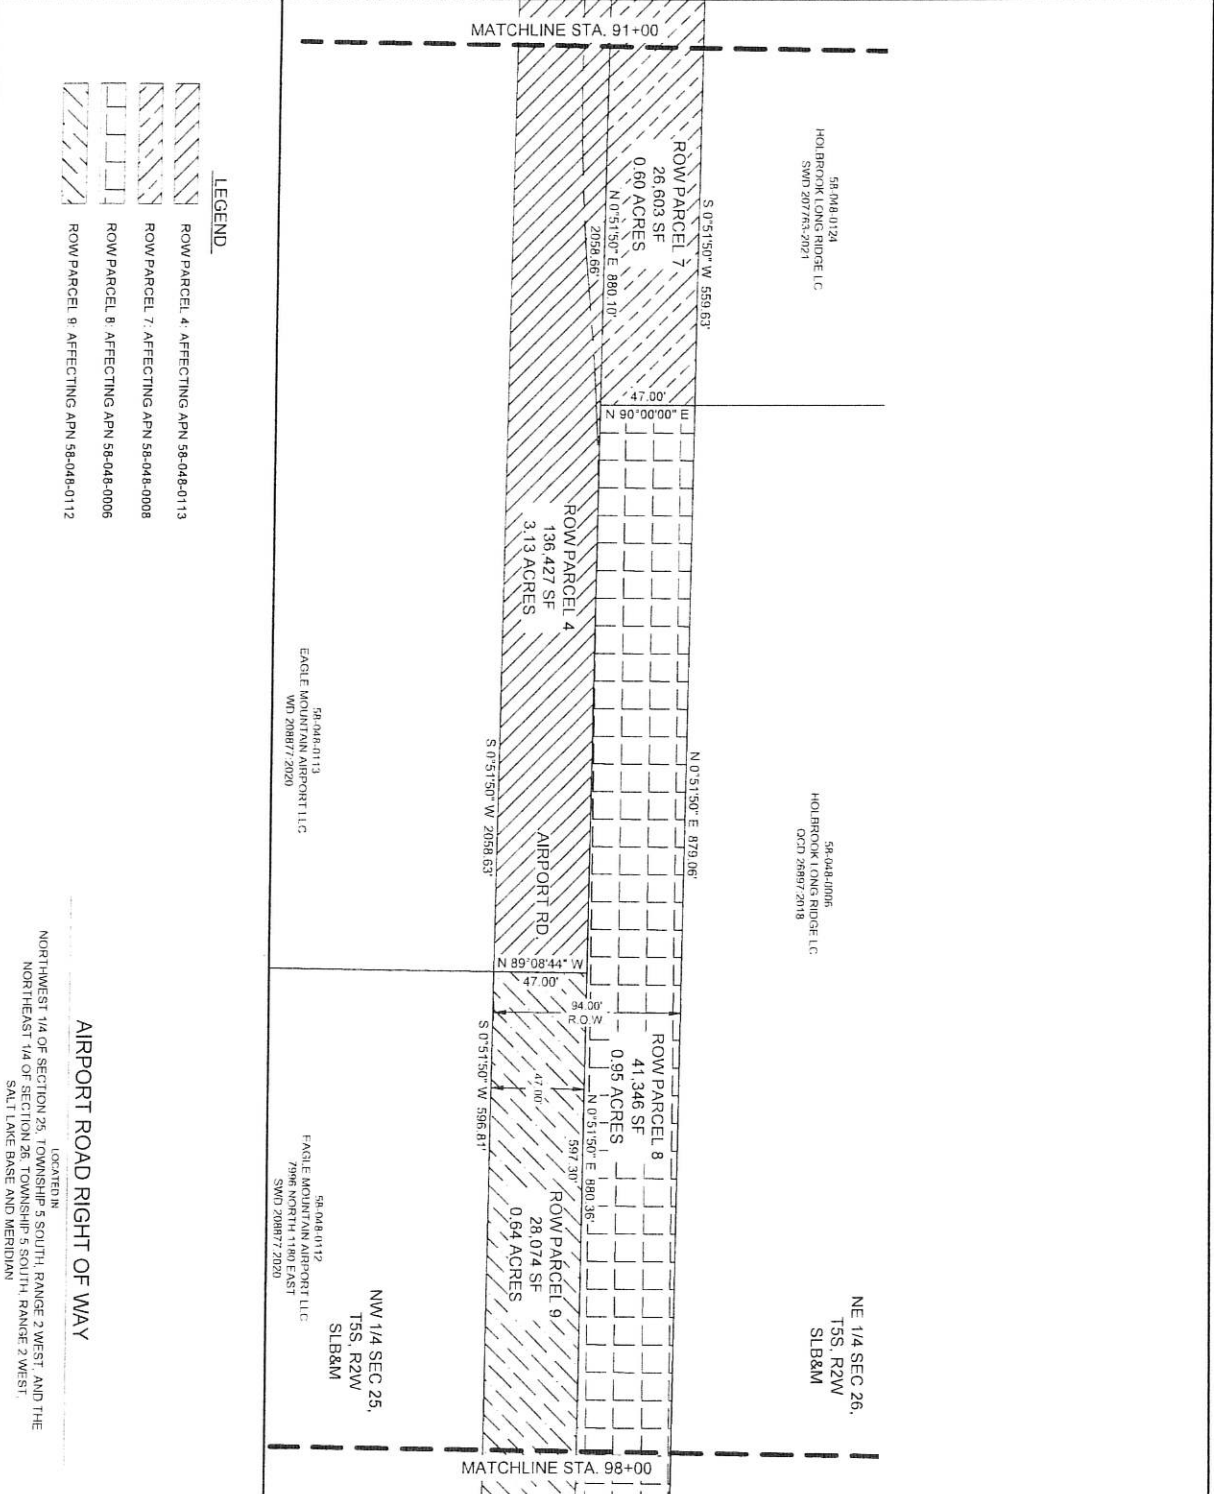 MATCHLINE STA. 91+00
58-048-0124
HOLBROOK LONG RIDGE LC
SWD 207763-2021
S 0°51'50" W 559.63'
ROW PARCEL 7
26,603 SF
0.60 ACRES
N 0°51'50" E 880.10'
2058.66'
47.00'
N 90°00'00" E
58-048-0006
HOLBROOK LONG RIDGE LC
QCD 26897:2018
N 0°51'50" E 879.06'
ROW PARCEL 4
136,427 SF
3.13 ACRES
AIRPORT RD.
S 0°51'50" W 2058.63'
58-048-0113
EAGLE MOUNTAIN AIRPORT LLC
WD 208877:2020
N 89°08'44" W
47.00'
94.00'
R.O.W
ROW PARCEL 8
41,346 SF
0.95 ACRES
47.00'
N 0°51'50" E 880.36'
597.30'
S 0°51'50" W 596.81'
ROW PARCEL 9
28,074 SF
0.64 ACRES
58-048-0112
EAGLE MOUNTAIN AIRPORT LLC
7996 NORTH 1180 EAST
SWD 208877:2020
NE 1/4 SEC 26,
T5S, R2W
SLB&M
NW 1/4 SEC 25,
T5S, R2W
SLB&M
MATCHLINE STA. 98+00
LEGEND
ROW PARCEL 4: AFFECTING APN 58-048-0113
ROW PARCEL 7: AFFECTING APN 58-048-0008
ROW PARCEL 8: AFFECTING APN 58-048-0006
ROW PARCEL 9: AFFECTING APN 58-048-0112
AIRPORT ROAD RIGHT OF WAY
LOCATED IN
NORTHWEST 1/4 OF SECTION 25, TOWNSHIP 5 SOUTH, RANGE 2 WEST, AND THE
NORTHEAST 1/4 OF SECTION 26, TOWNSHIP 5 SOUTH, RANGE 2 WEST,
SALT LAKE BASE AND MERIDIAN